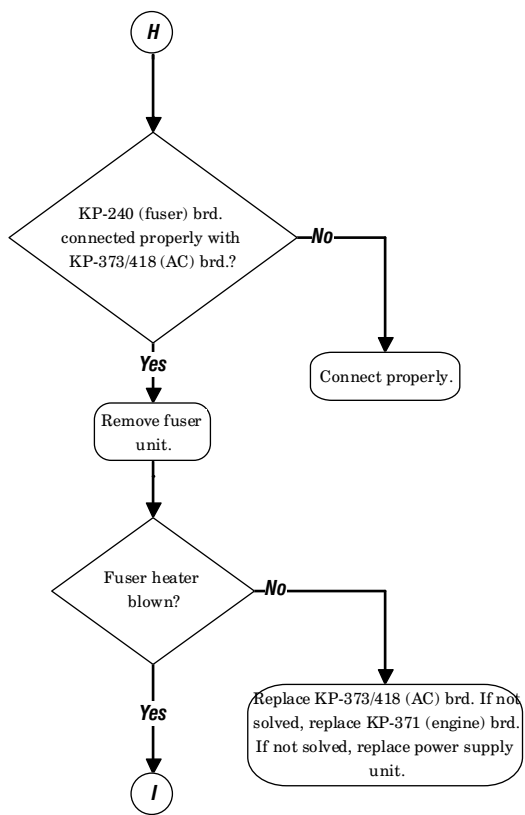 H
KP-240 (fuser) brd.
connected properly with
KP-373/418 (AC) brd.?
No
Connect properly.
Yes
Remove fuser
unit.
Fuser heater
blown?
No
Replace KP-373/418 (AC) brd. If not
solved, replace KP-371 (engine) brd.
If not solved, replace power supply
unit.
Yes
I